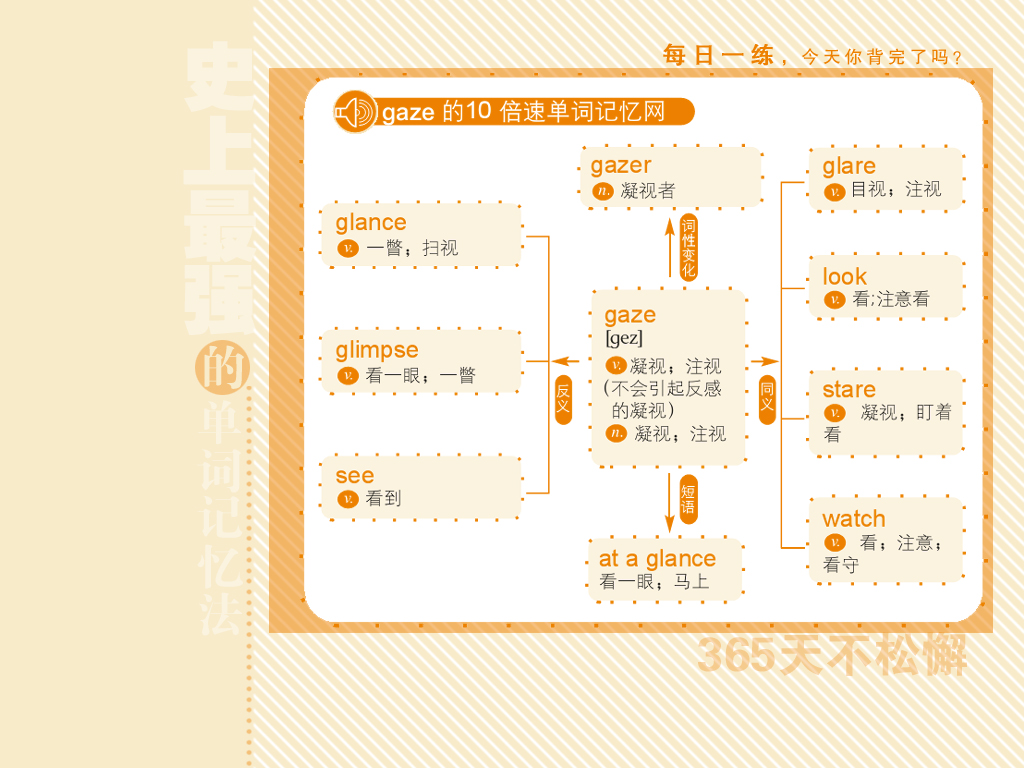 每日一练，今天你背完了吗？
史上最强的单词记忆法
gaze 的10 倍速单词记忆网
glance
v. 一瞥；扫视
glimpse
v. 看一眼；一瞥
see
v. 看到
反义
gazer
n. 凝视者
词性变化
gaze
[gez]
v. 凝视；注视
(不会引起反感
的凝视)
n. 凝视；注视
短语
at a glance
看一眼；马上
同义
glare
v. 目视；注视
look
v. 看;注意看
stare
v. 凝视；盯着
看
watch
v. 看；注意；
看守
365天不松懈